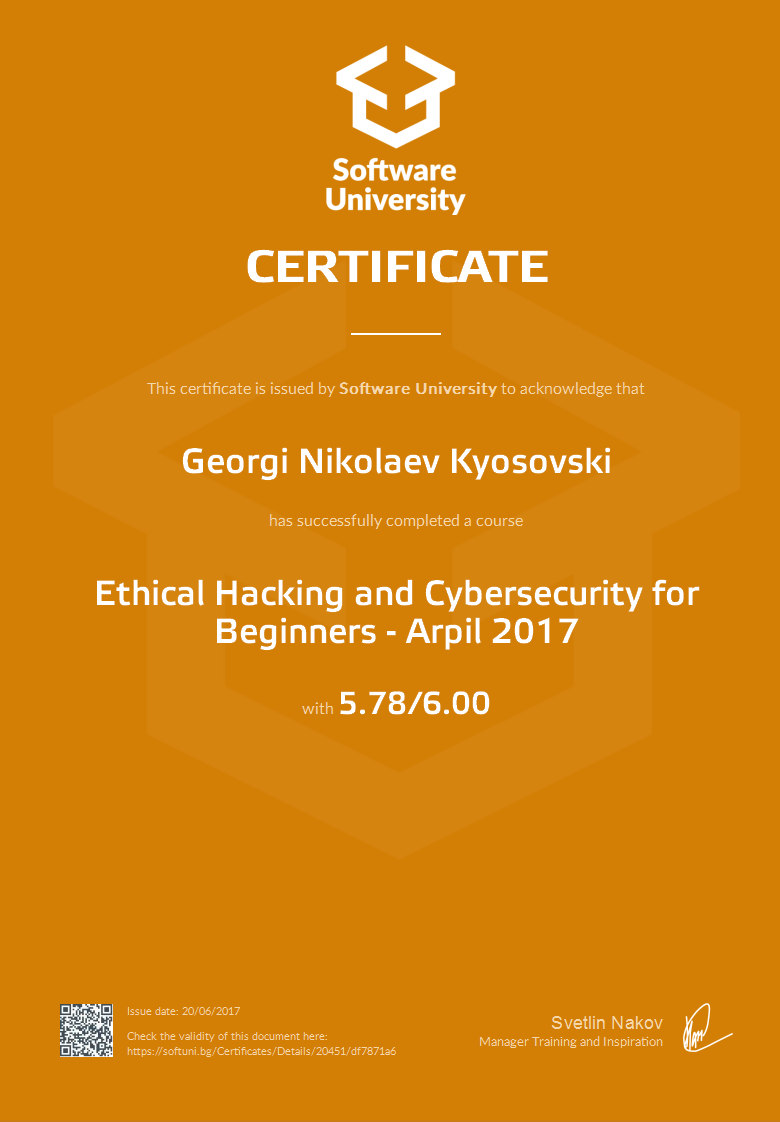 Software
University
CERTIFICATE
This certificate is issued by Software University to acknowledge that
Georgi Nikolaev Kyosovski
has successfully completed a course
Ethical Hacking and Cybersecurity for
Beginners - Arpil 2017
with 5.78/6.00
Issue date: 20/06/2017
Check the validity of this document here:
https://softuni.bg/Certificates/Details/20451/df7871a6
Svetlin Nakov
Manager Training and Inspiration